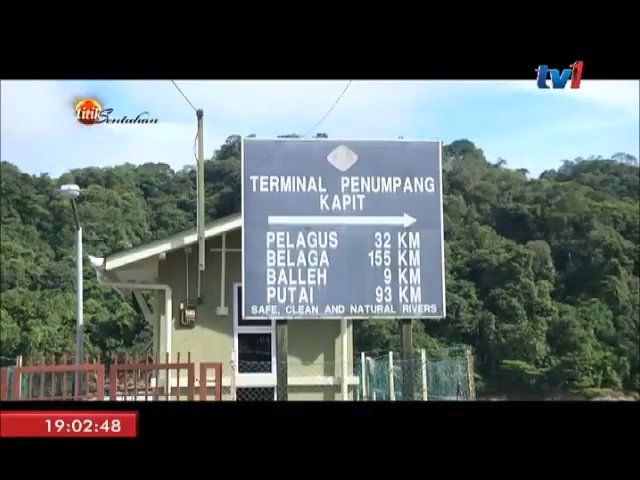 tv1
titik
Sentuhan
TERMINAL PENUMPANG
KAPIT
PELAGUS 32 KM
BELAGA 155 KM
BALLEH 9 KM
PUTAI 93 KM
SAFE, CLEAN AND NATURAL RIVERS
19:02:48